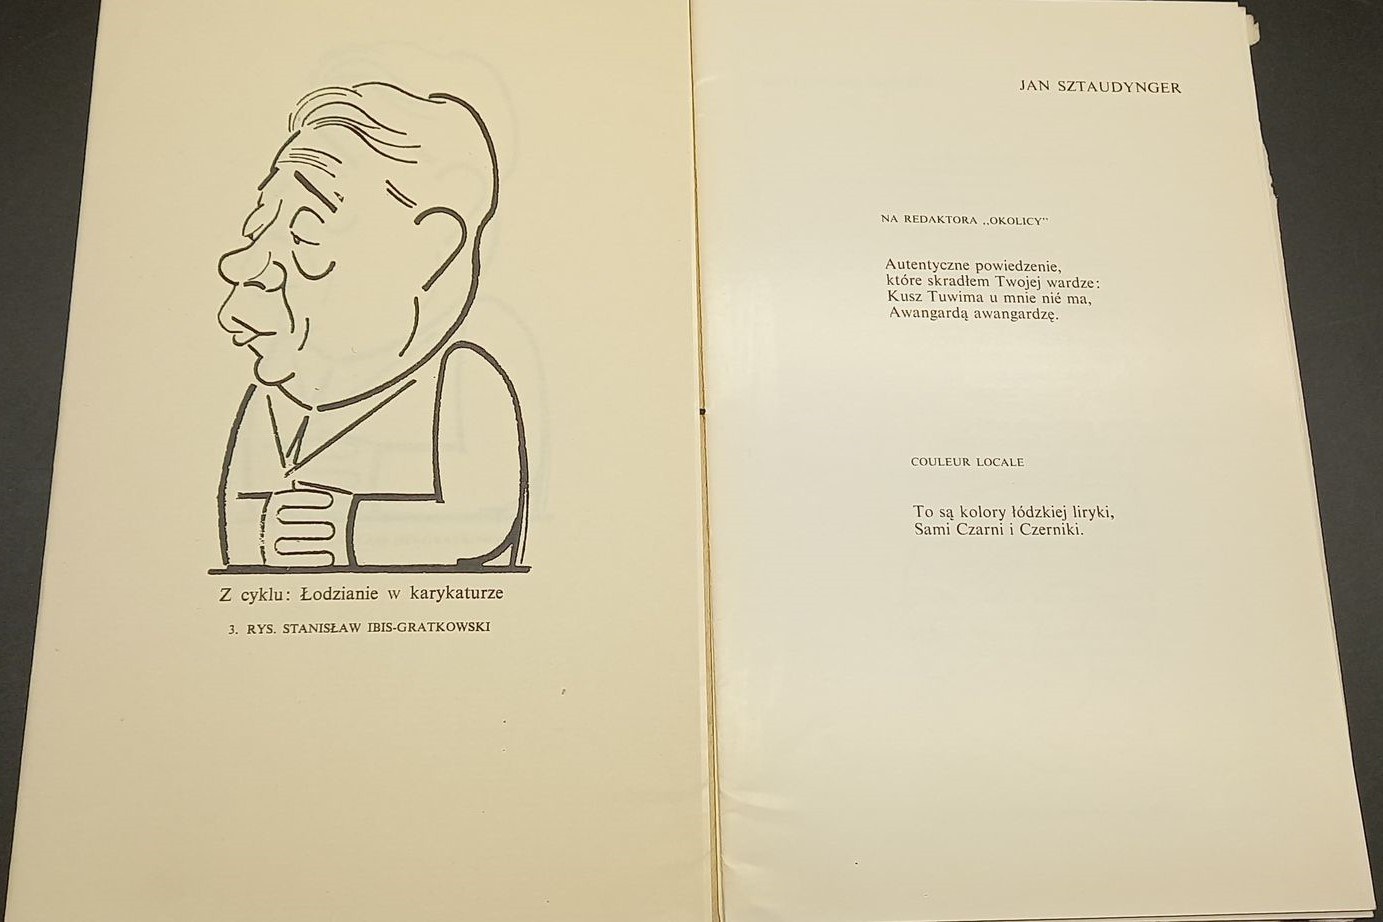 Z cyklu: Łodzianie w karykaturze
3. RYS. STANISŁAW IBIS-GRATKOWSKI
JAN SZTAUDYNGER
NA REDAKTORA „OKOLICY”
Autentyczne powiedzenie,
które skradłem Twojej wardze:
Kusz Tuwima u mnie nié ma,
Awangardą awangardzę.
COULEUR LOCALE
To są kolory łódzkiej liryki,
Sami Czarni i Czerniki.